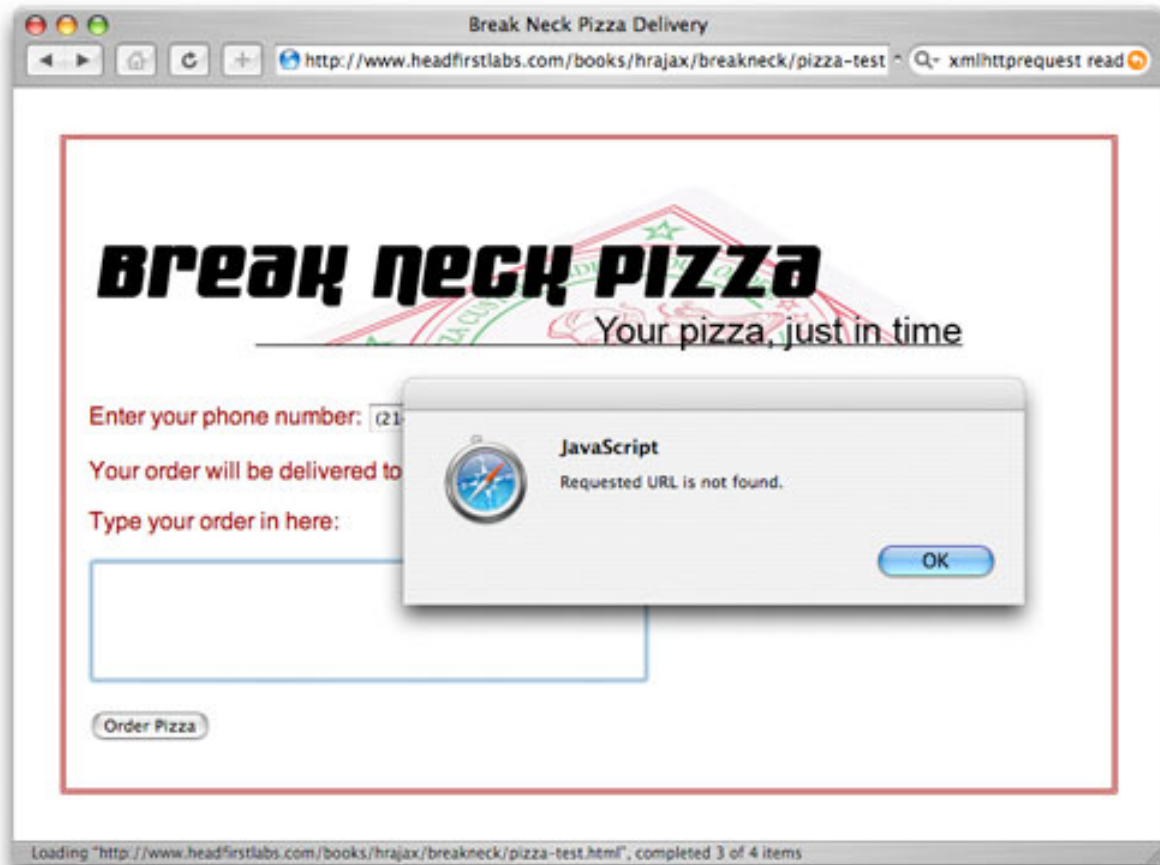 Break Neck Pizza Delivery
http://www.headfirstlabs.com/books/hrajax/breakneck/pizza-test
xmlhttprequest read
Break Neck Pizza
Your pizza, just in time
Enter your phone number: (21
Your order will be delivered to
Type your order in here:
JavaScript
Requested URL is not found.
OK
Order Pizza
Loading "http://www.headfirstlabs.com/books/hrajax/breakneck/pizza-test.html", completed 3 of 4 items